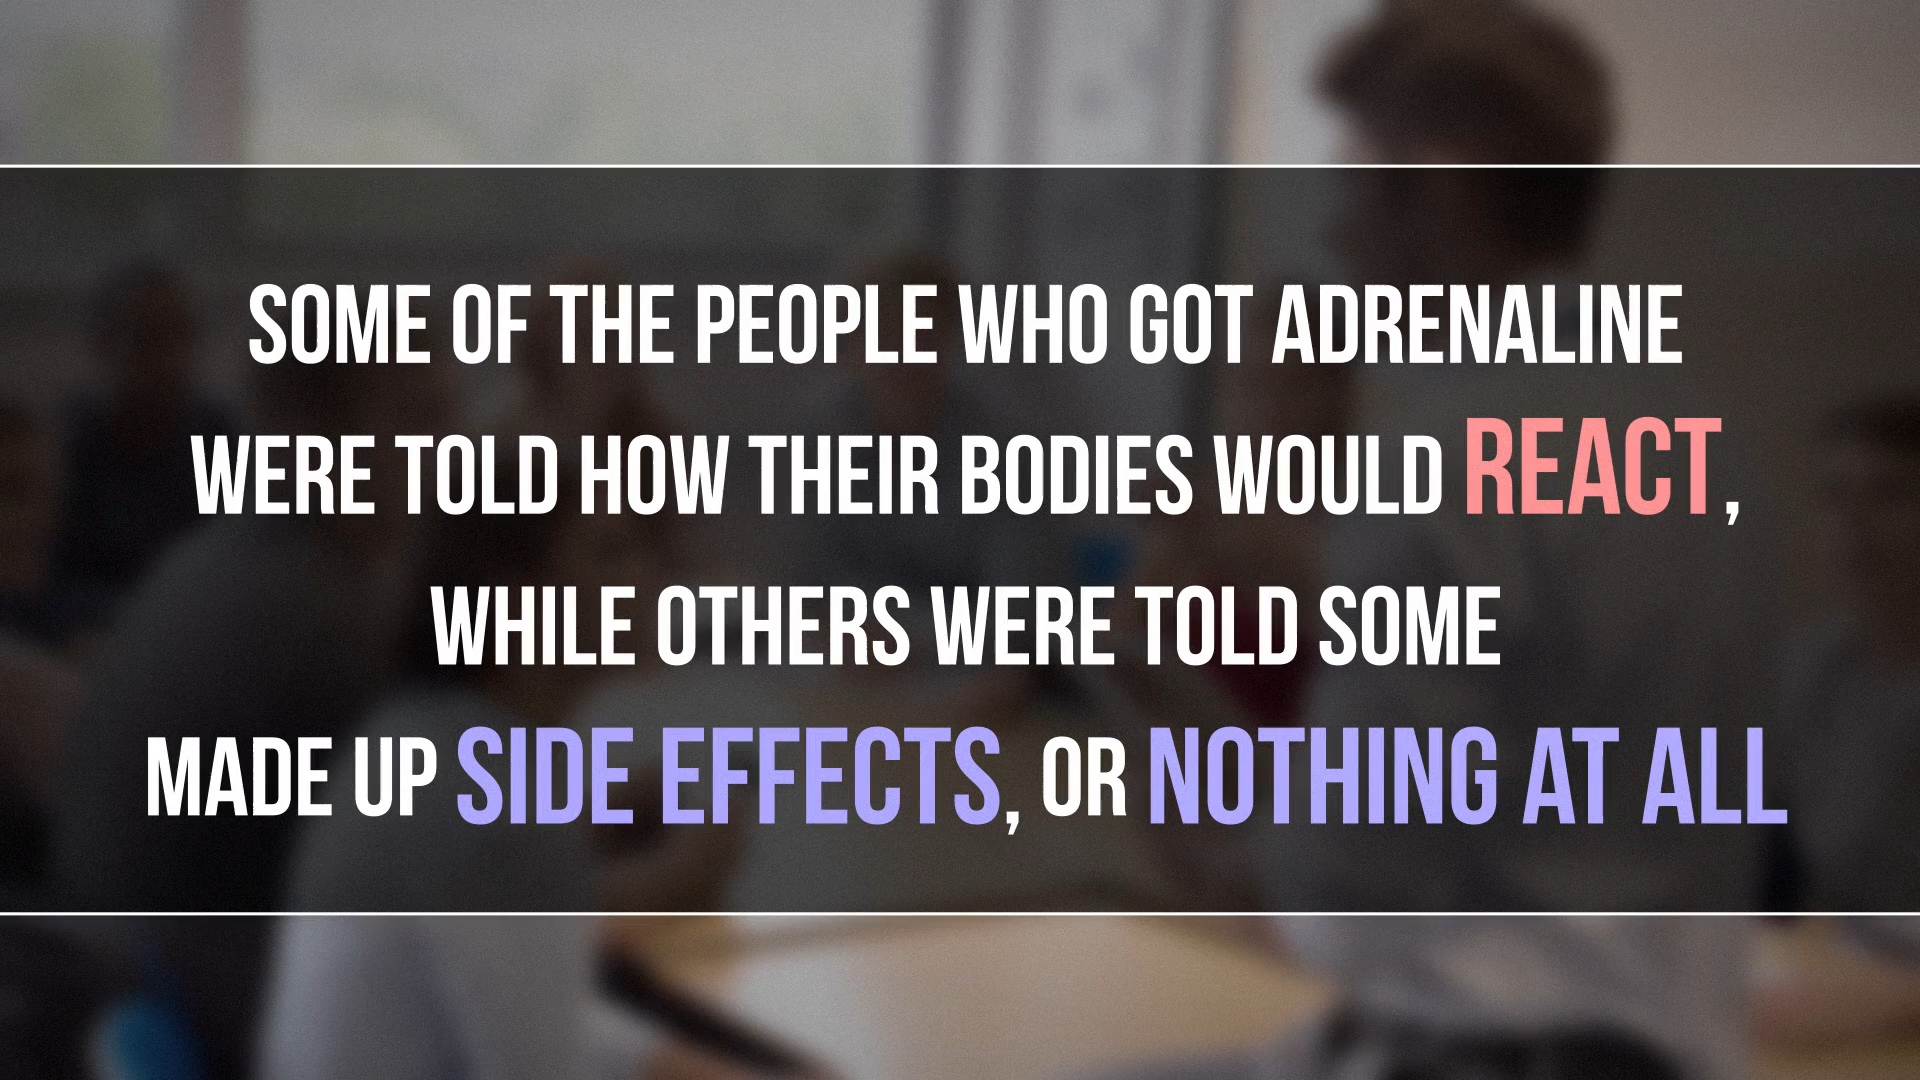 SOME OF THE PEOPLE WHO GOT ADRENALINE
WERE TOLD HOW THEIR BODIES WOULD REACT,
WHILE OTHERS WERE TOLD SOME
MADE UP SIDE EFFECTS, OR NOTHING AT ALL